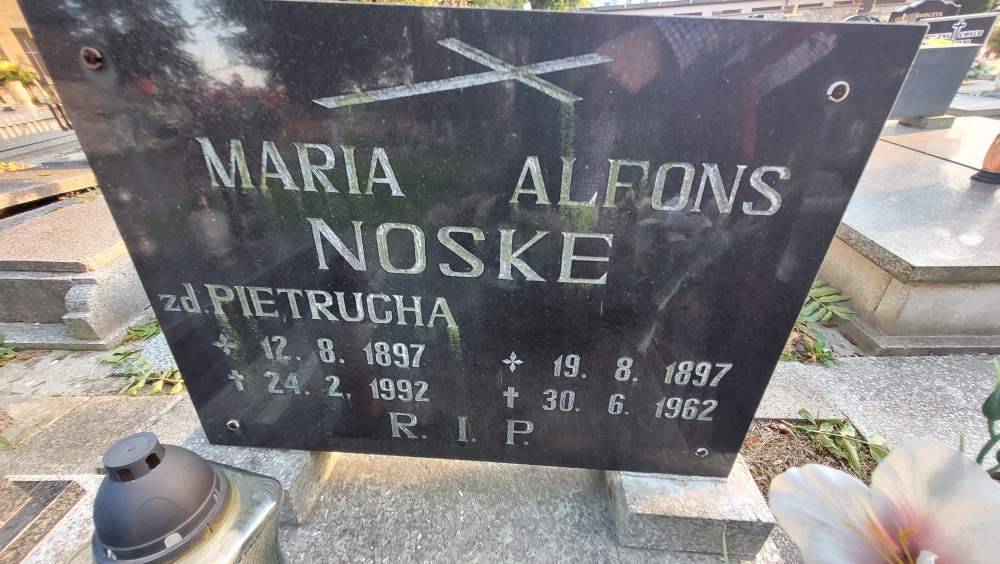 MARIA ALFONS
NOSKE
zd. PIETRUCHA
12. 8. 1897 19. 8. 1897
24. 2. 1992 30. 6. 1962
R. I. P.